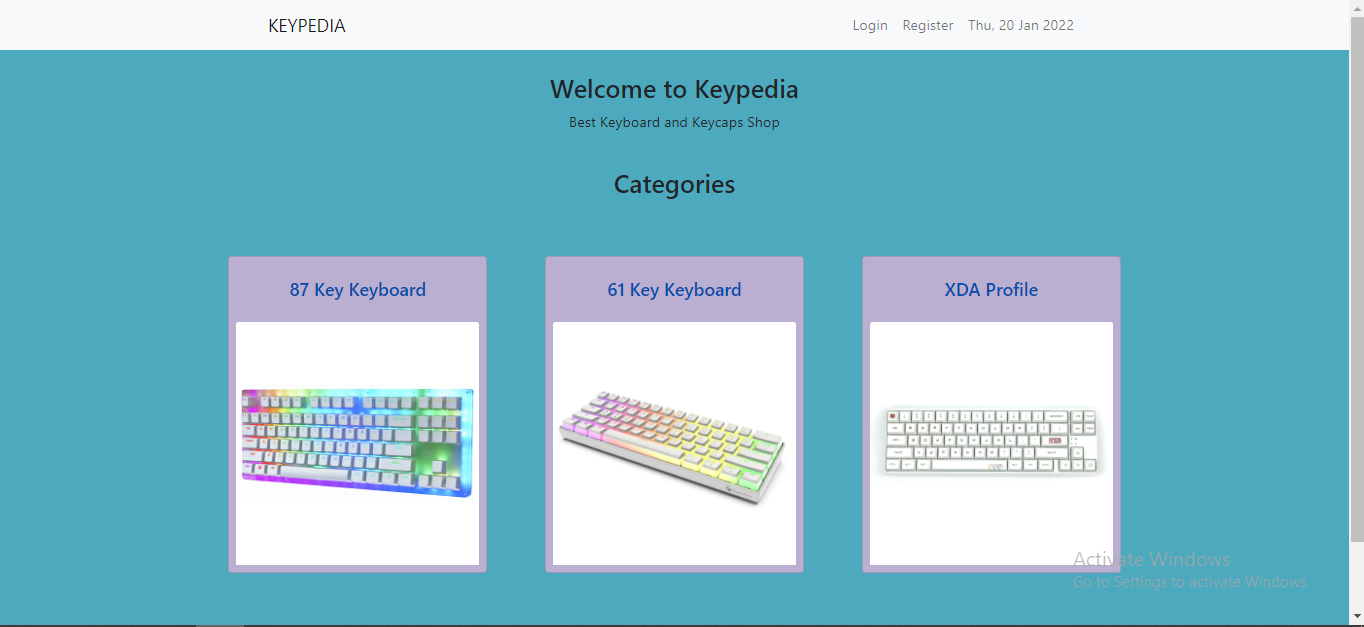 KEYPEDIA Login Register Thu, 20 Jan 2022
Welcome to Keypedia
Best Keyboard and Keycaps Shop
Categories
87 Key Keyboard
61 Key Keyboard
XDA Profile
Activate Windows
Go to Settings to activate Windows.